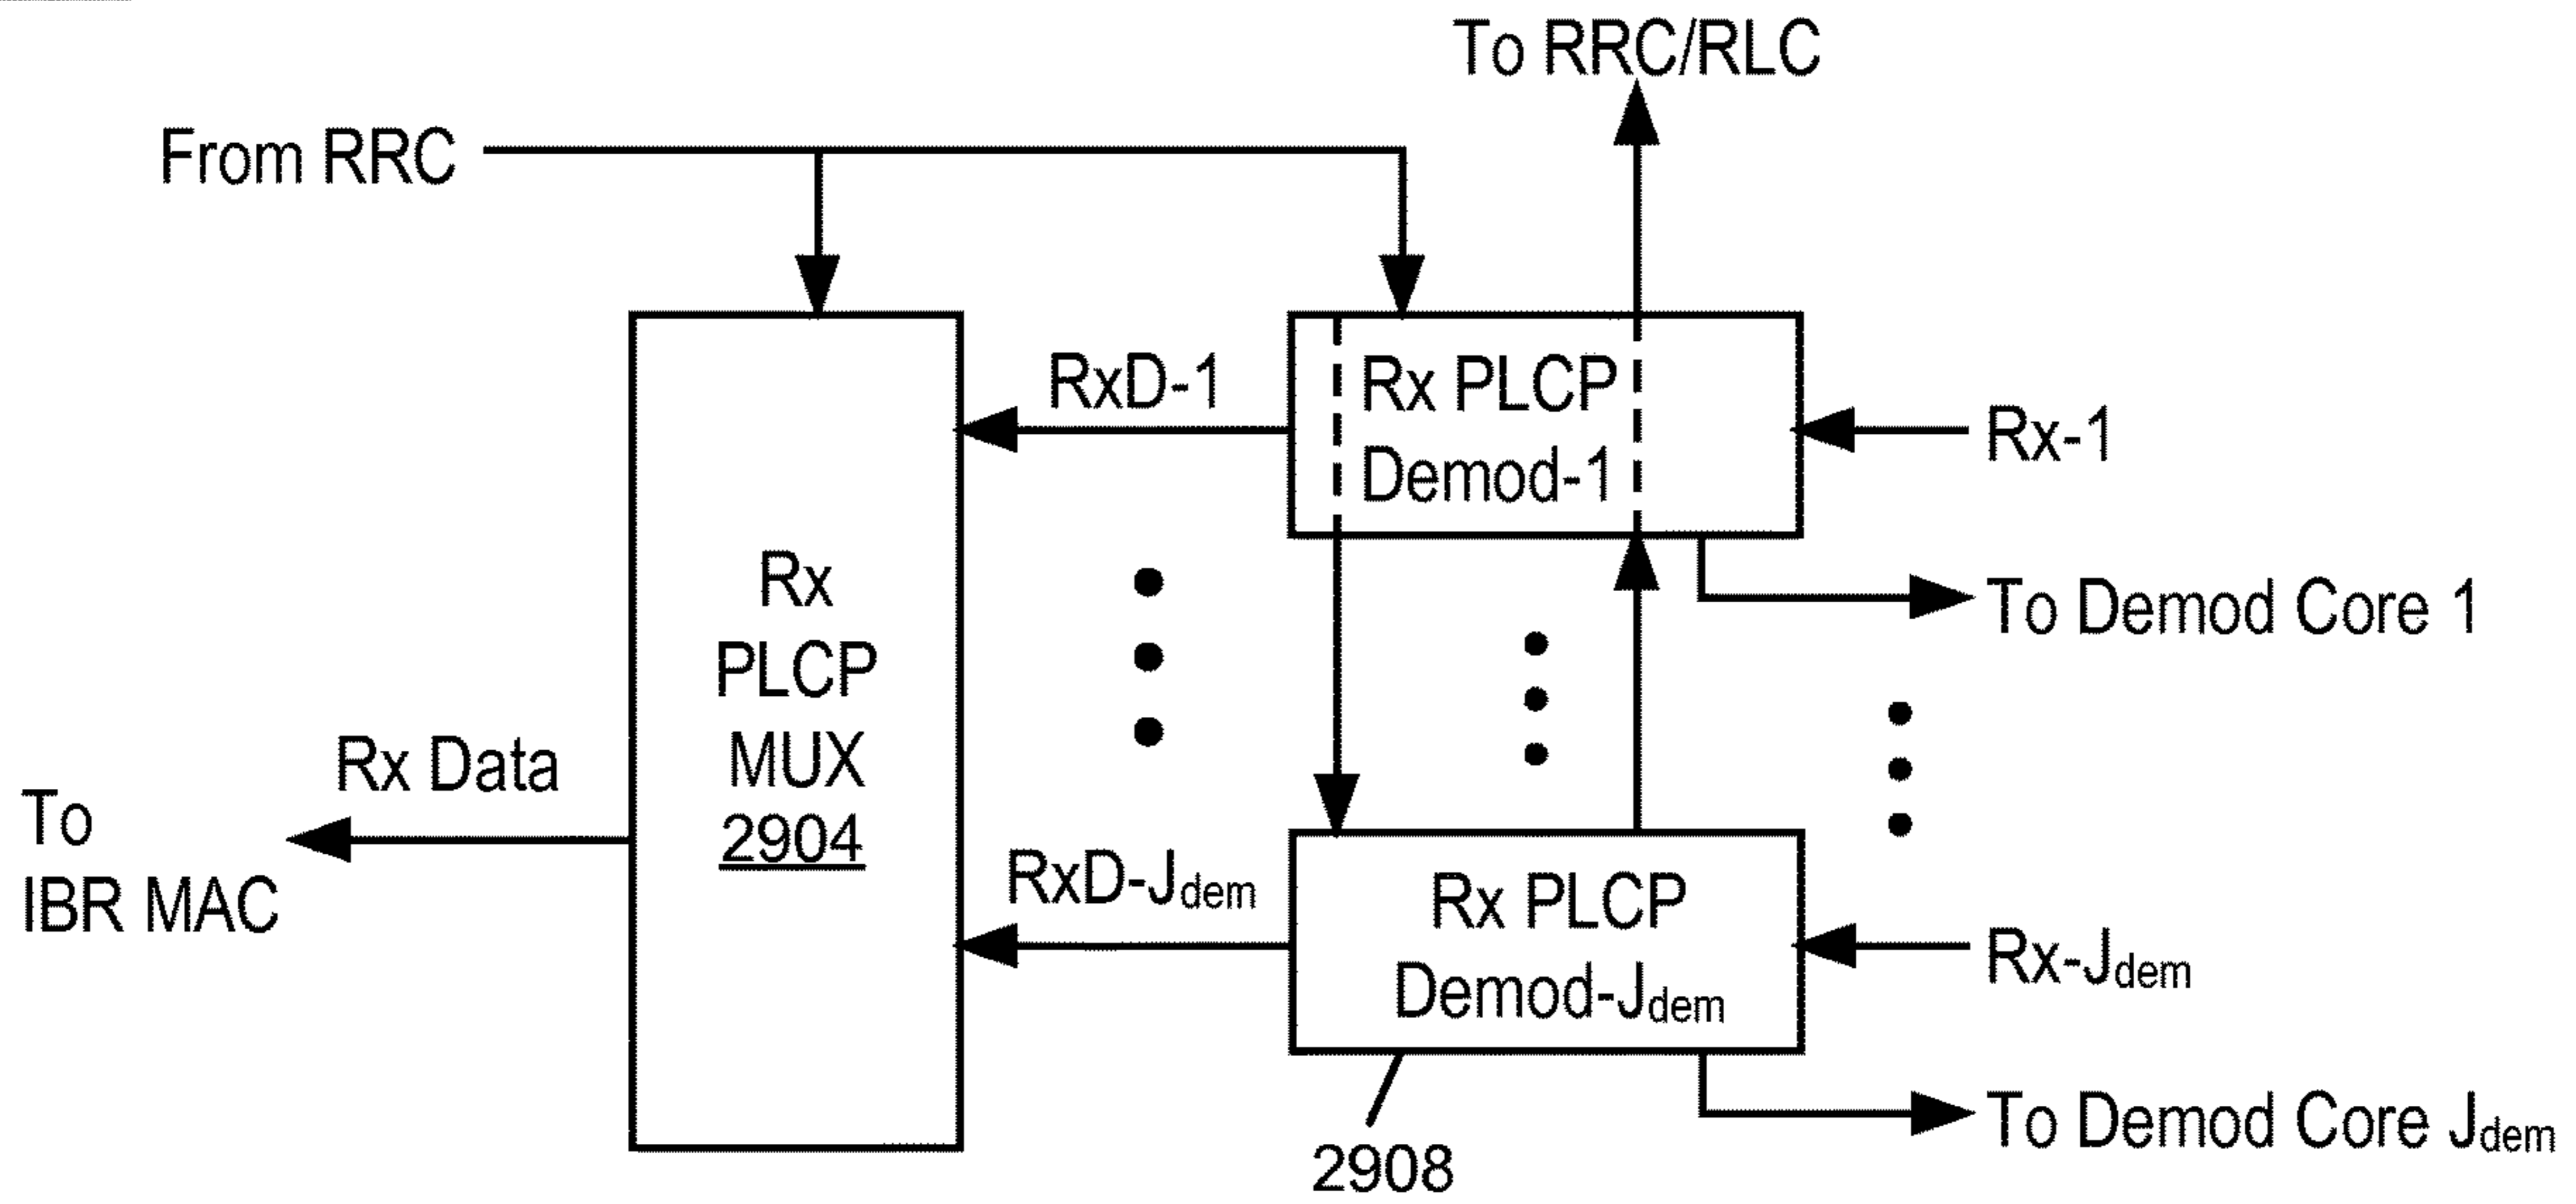 To RRC/RLC
From RRC
RxD-1
Rx PLCP
Demod-1
Rx-1
To Demod Core 1
Rx
PLCP
MUX
2904
Rx Data
To
IBR MAC
RxD-Jdem
Rx PLCP
Demod-Jdem
Rx-Jdem
To Demod Core Jdem
2908